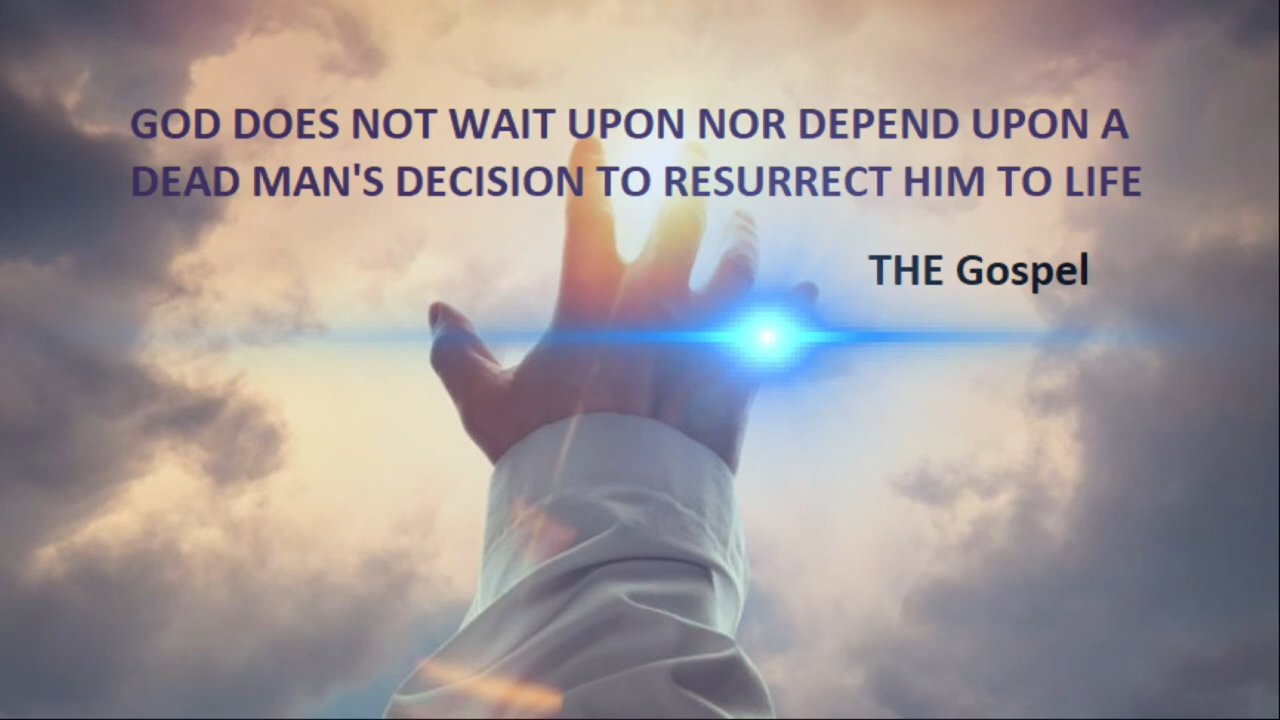 GOD DOES NOT WAIT UPON NOR DEPEND UPON A
DEAD MAN'S DECISION TO RESURRECT HIM TO LIFE
THE Gospel